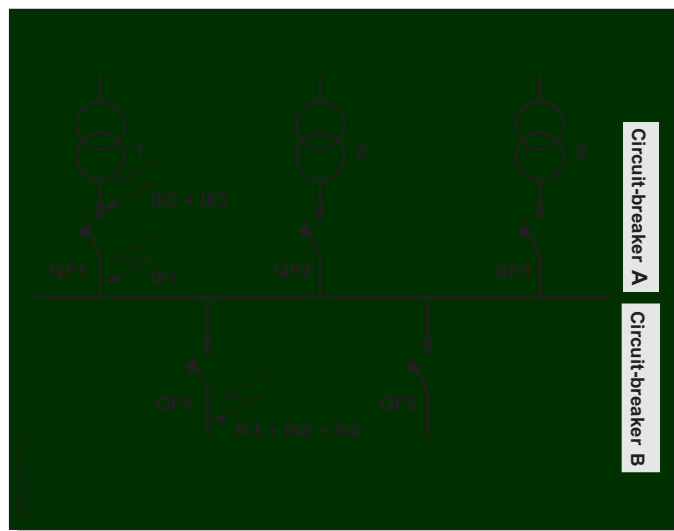 1
2
3
Ik2 + Ik3
QF1
Ik1
QF2
QF3
Circuit-breaker A
QF4
QF5
Ik1 + Ik2 + Ik3
Circuit-breaker B